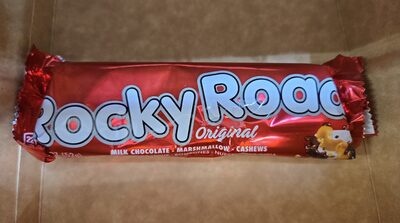 Rocky Road
Original
MILK CHOCOLATE • MARSHMALLOW • CASHEWS